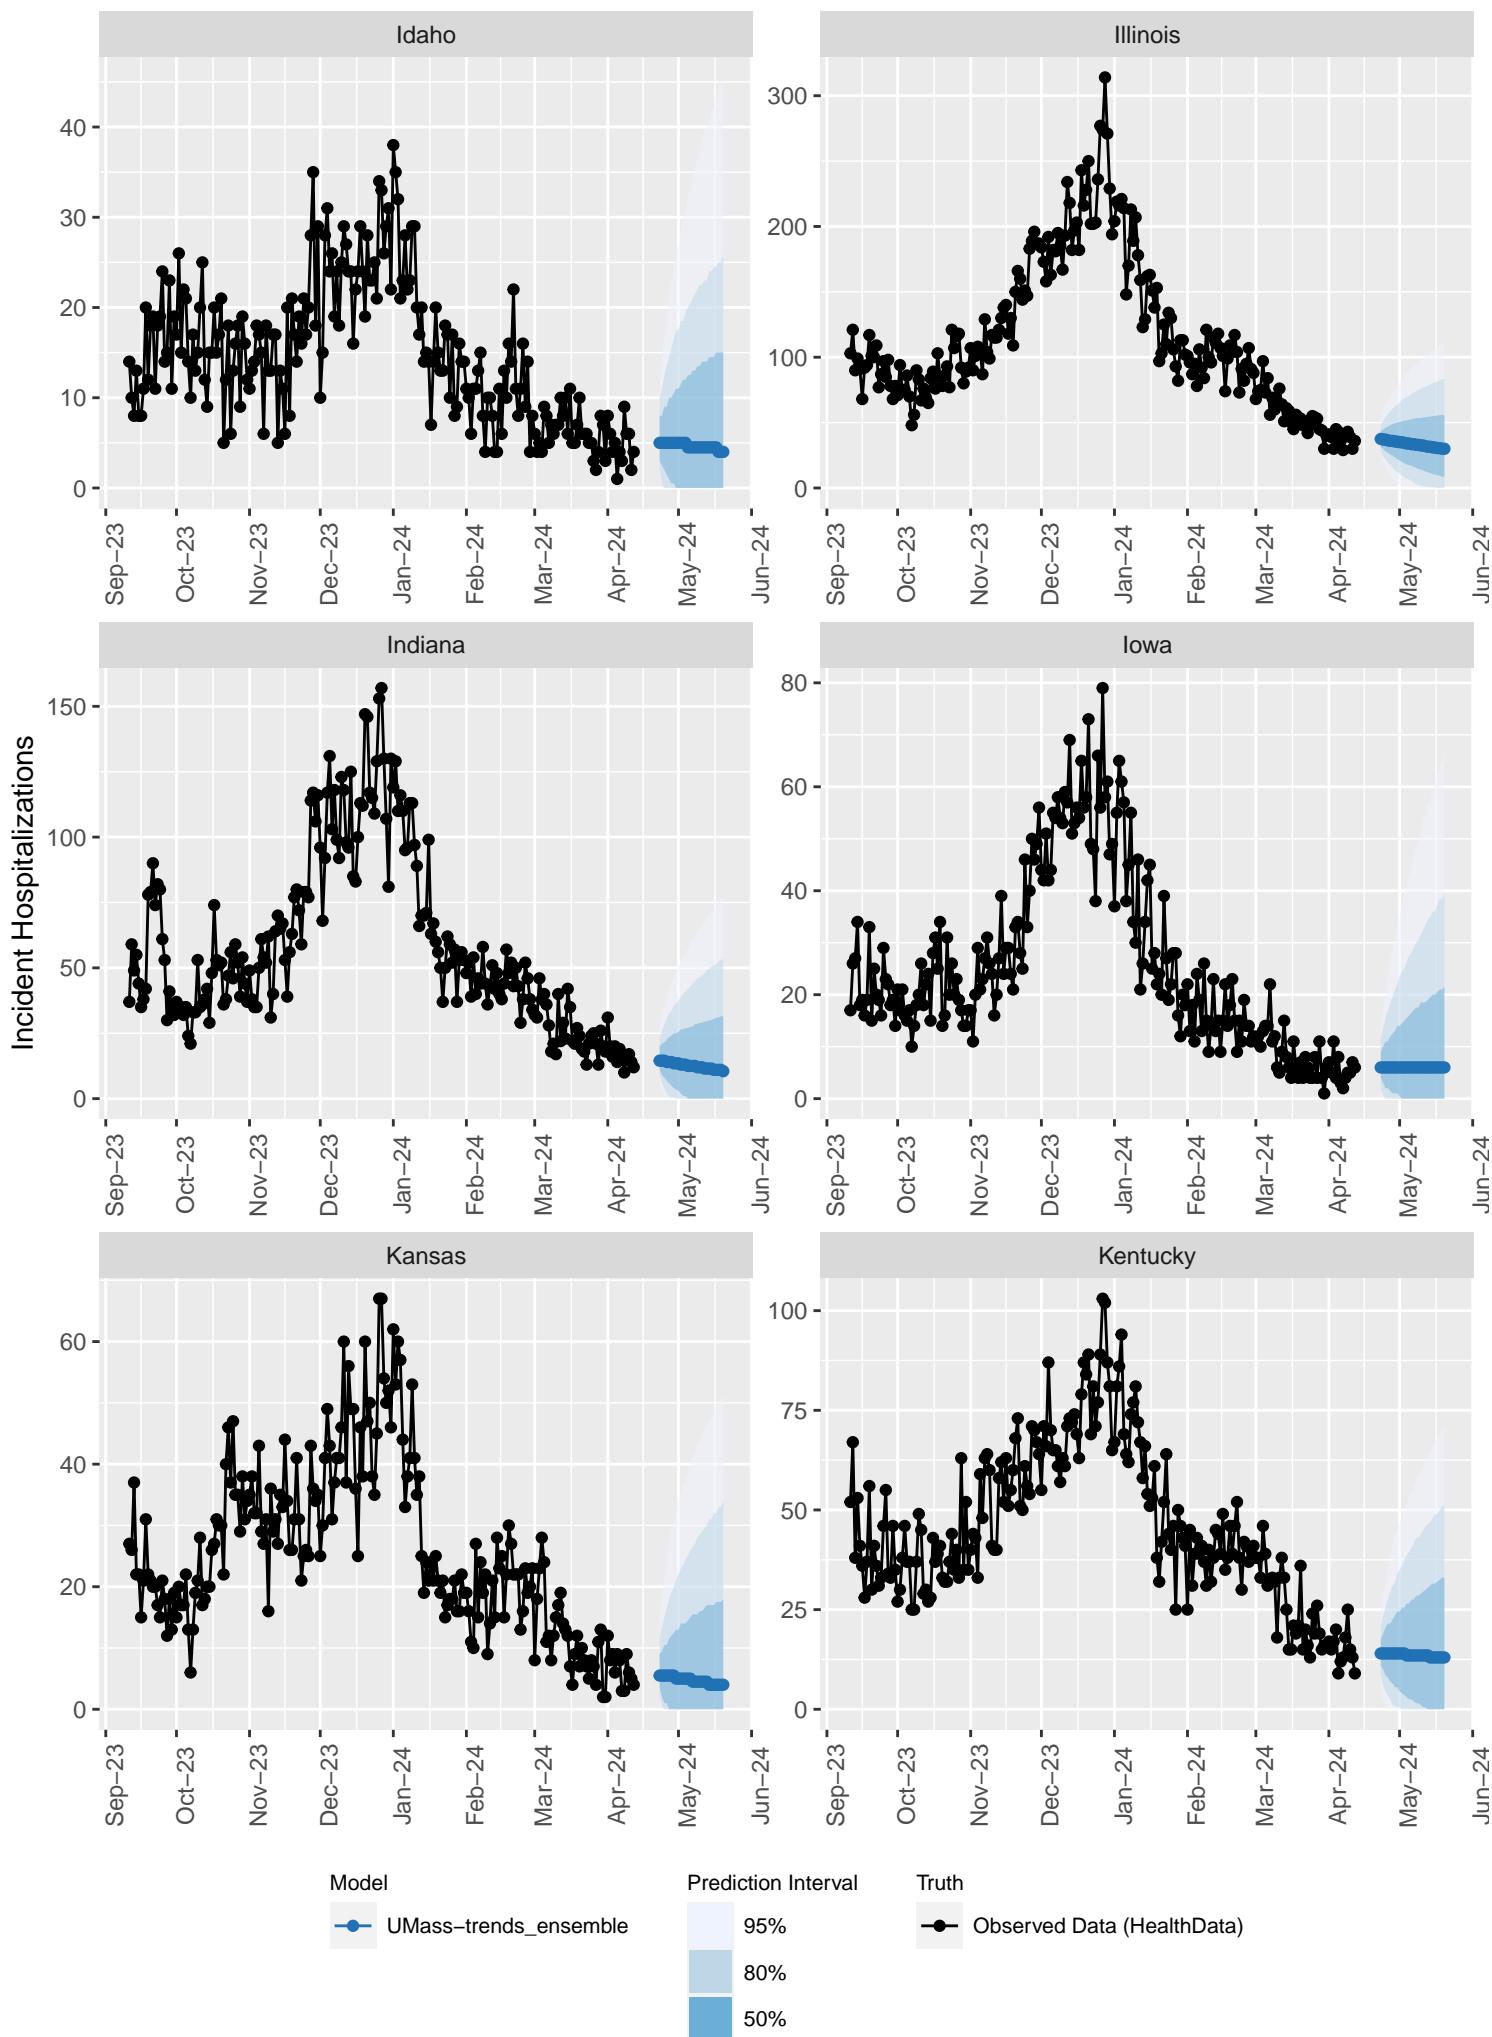 Idaho
Illinois
40
30
20
10
0
300
200
100
0
Sep−23
Oct−23
Nov−23
Dec−23
Jan−24
Feb−24
Mar−24
Apr−24
May−24
Jun−24
Sep−23
Oct−23
Nov−23
Dec−23
Jan−24
Feb−24
Mar−24
Apr−24
May−24
Jun−24
Incident Hospitalizations
Indiana
Iowa
150
100
50
0
80
60
40
20
0
Sep−23
Oct−23
Nov−23
Dec−23
Jan−24
Feb−24
Mar−24
Apr−24
May−24
Jun−24
Sep−23
Oct−23
Nov−23
Dec−23
Jan−24
Feb−24
Mar−24
Apr−24
May−24
Jun−24
Kansas
Kentucky
60
40
20
0
100
75
50
25
0
Sep−23
Oct−23
Nov−23
Dec−23
Jan−24
Feb−24
Mar−24
Apr−24
May−24
Jun−24
Sep−23
Oct−23
Nov−23
Dec−23
Jan−24
Feb−24
Mar−24
Apr−24
May−24
Jun−24
Model
UMass−trends_ensemble
Prediction Interval
95%
80%
50%
Truth
Observed Data (HealthData)